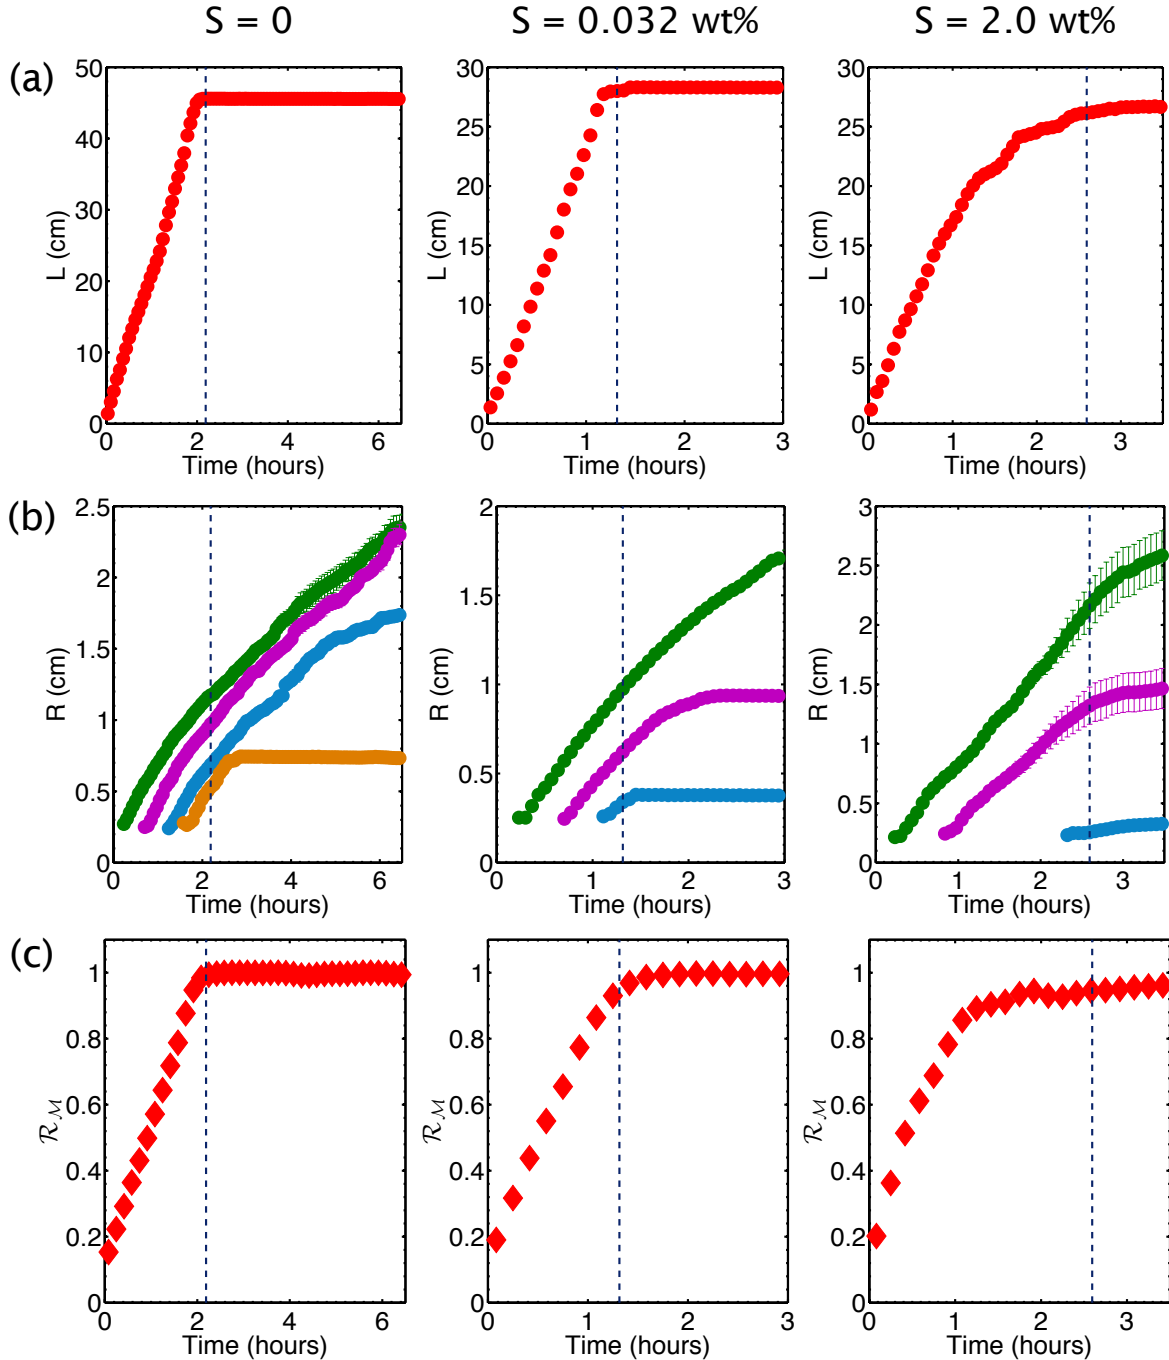 S = 0 S = 0.032 wt% S = 2.0 wt%
(a)
50 40 30 20 10 0
L (cm)
0 2 4 6
Time (hours)
30 25 20 15 10 5 0
L (cm)
0 1 2 3
Time (hours)
30 25 20 15 10 5 0
L (cm)
0 1 2 3
Time (hours)
(b)
2.5 2 1.5 1 0.5 0
R (cm)
0 2 4 6
Time (hours)
2 1.5 1 0.5 0
R (cm)
0 1 2 3
Time (hours)
3 2.5 2 1.5 1 0.5 0
R (cm)
0 1 2 3
Time (hours)
(c)
1 0.8 0.6 0.4 0.2 0
ℛℳ
0 2 4 6
Time (hours)
1 0.8 0.6 0.4 0.2 0
ℛℳ
0 1 2 3
Time (hours)
1 0.8 0.6 0.4 0.2 0
ℛℳ
0 1 2 3
Time (hours)